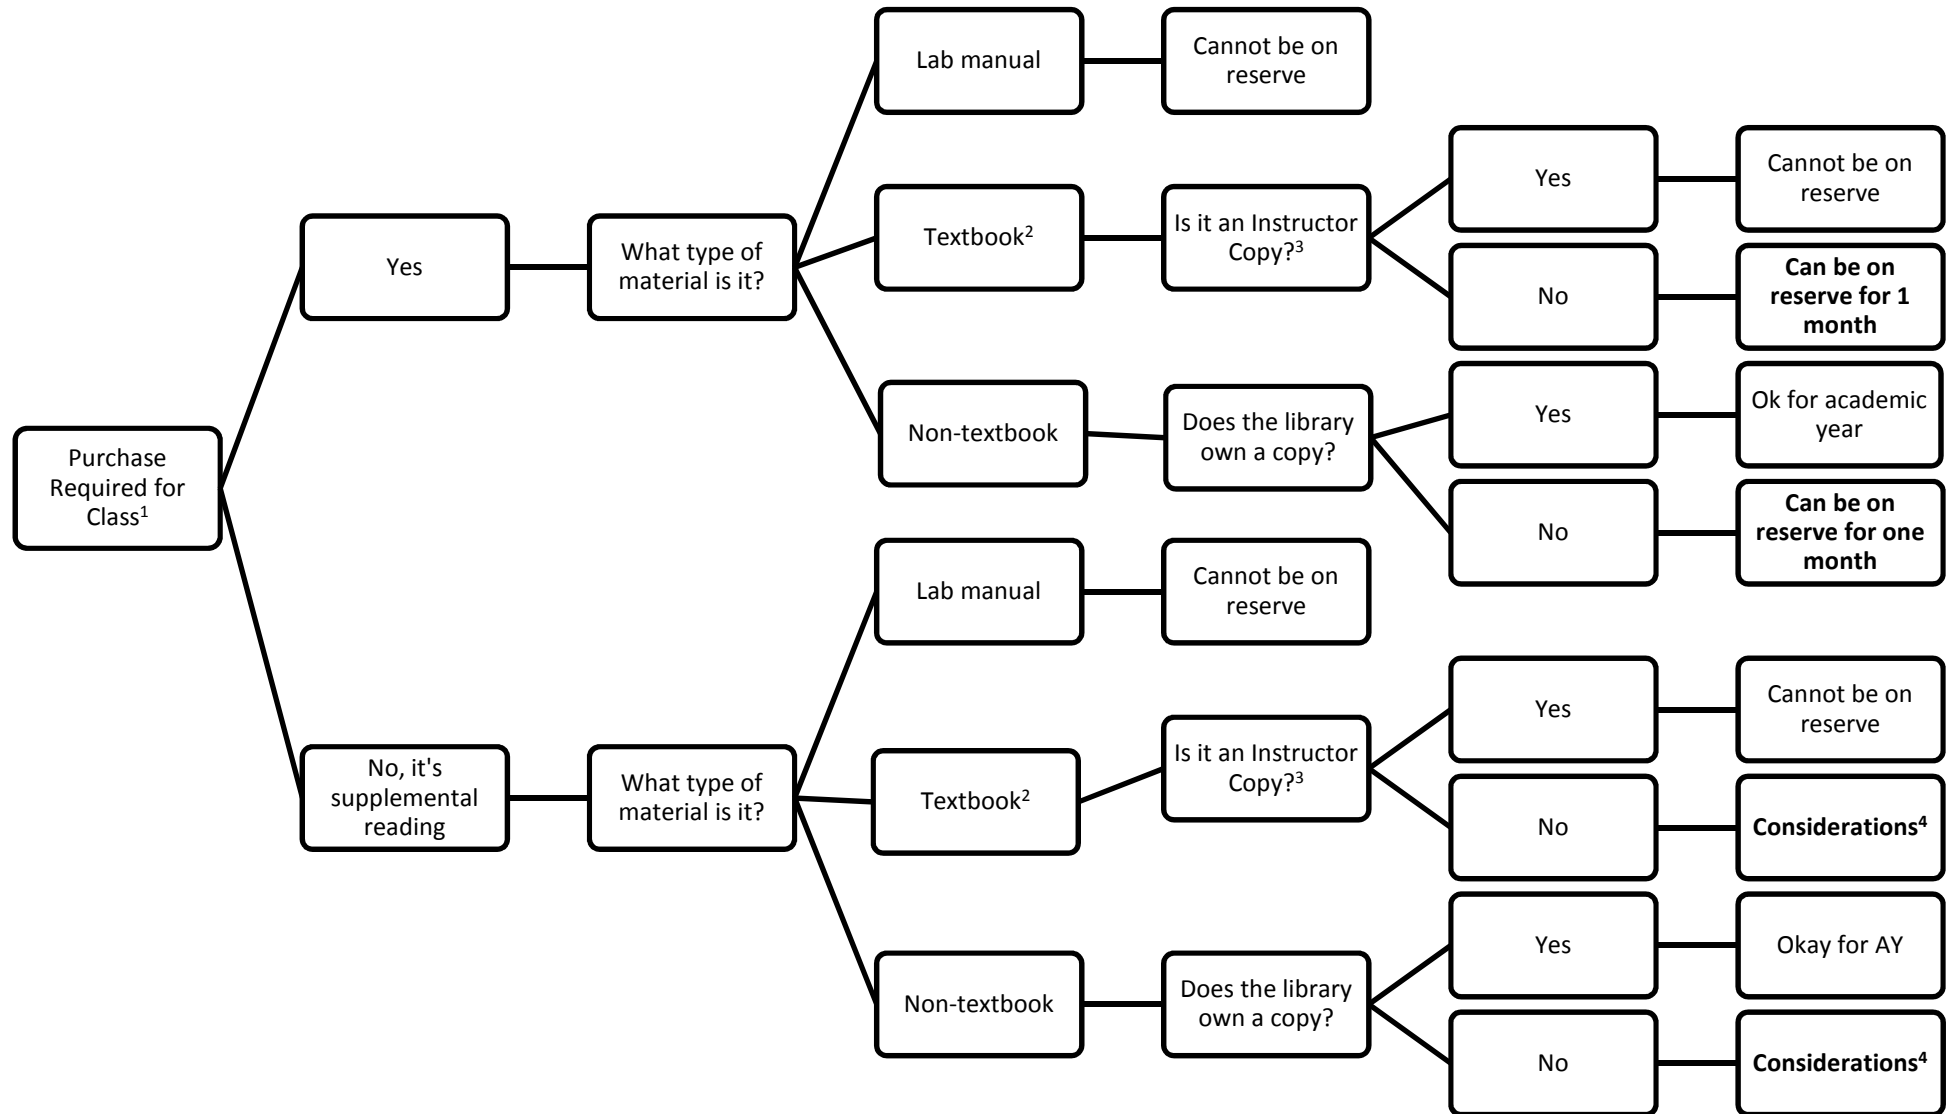 Purchase
Required for
Class¹
Yes
What type of
material is it?
Lab manual
Cannot be on
reserve
Textbook²
Is it an Instructor
Copy?³
Yes
Cannot be on
reserve
No
Can be on
reserve for 1
month
Non-textbook
Does the library
own a copy?
Yes
Ok for academic
year
No
Can be on
reserve for one
month
No, it's
supplemental
reading
What type of
material is it?
Lab manual
Cannot be on
reserve
Textbook²
Is it an Instructor
Copy?³
Yes
Cannot be on
reserve
No
Considerations⁴
Non-textbook
Does the library
own a copy?
Yes
Okay for AY
No
Considerations⁴